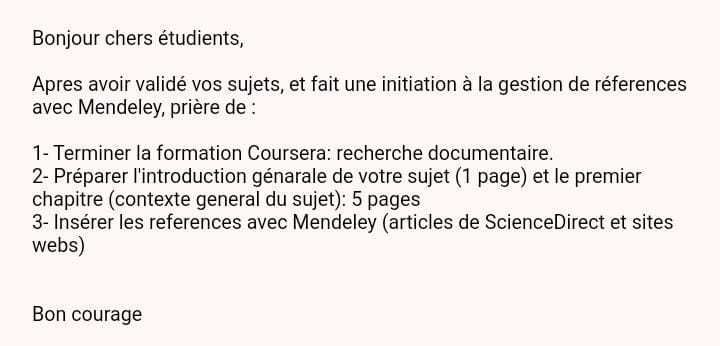 Bonjour chers étudients,
Apres avoir validé vos sujets, et fait une initiation à la gestion de réferences
avec Mendeley, prière de :
1- Terminer la formation Coursera: recherche documentaire.
2- Préparer l'introduction génarale de votre sujet (1 page) et le premier
chapitre (contexte general du sujet): 5 pages
3- Insérer les references avec Mendeley (articles de ScienceDirect et sites
webs)
Bon courage